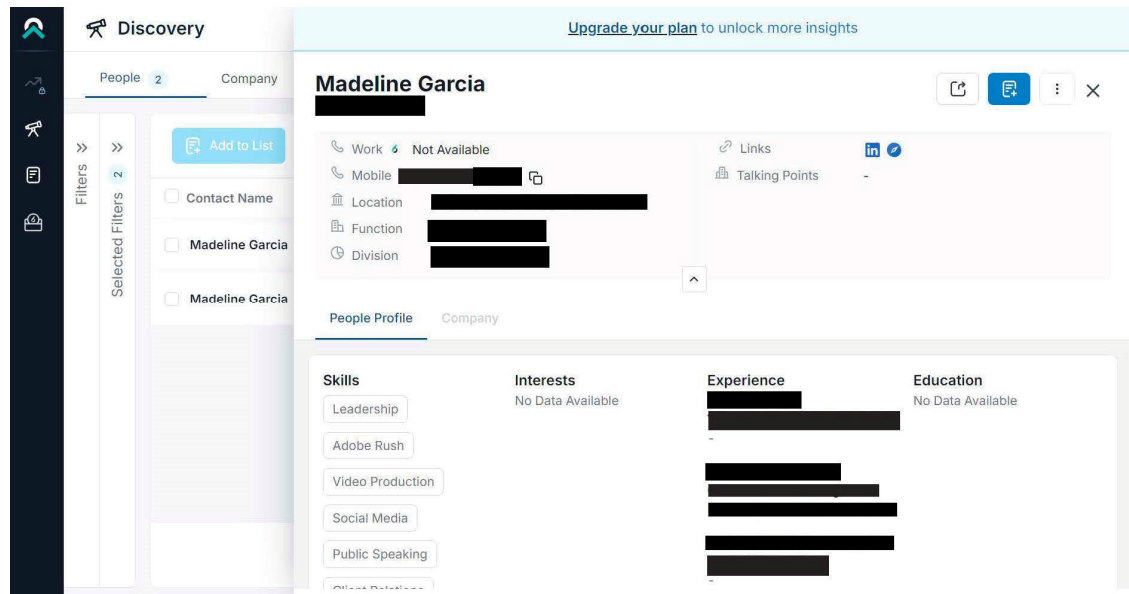 Discovery
Upgrade your plan to unlock more insights
People 2
Company
Madeline Garcia
Filters
2 Selected Filters
Add to List
Contact Name
Madeline Garcia
Madeline Garcia
Work Not Available
Mobile
Location
Function
Division
Links in
Talking Points -
People Profile
Company
Skills
Leadership
Adobe Rush
Video Production
Social Media
Public Speaking
Client Relations
Interests
No Data Available
Experience
-
-
Education
No Data Available